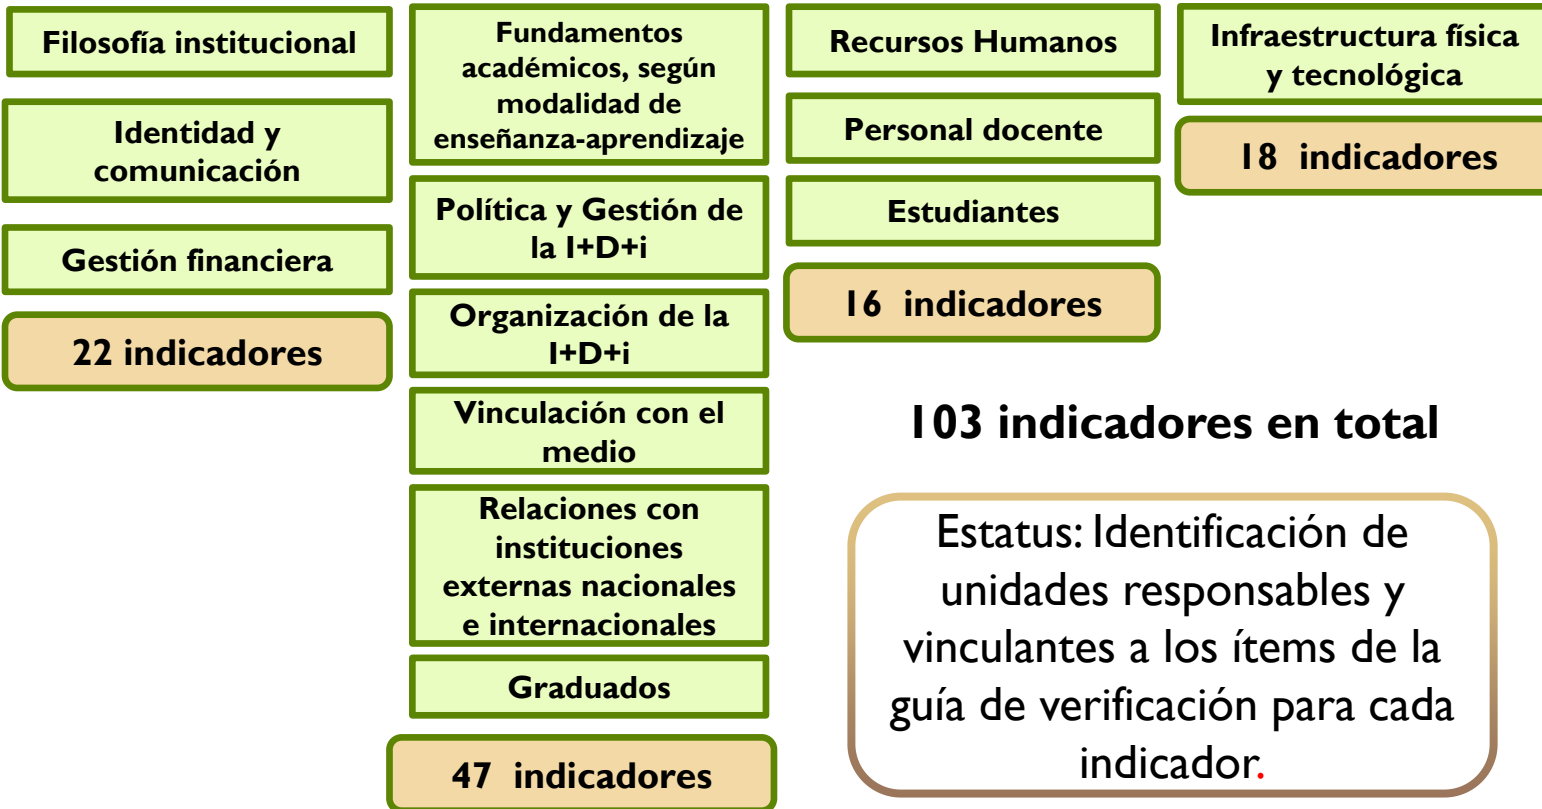 Filosofía institucional
Identidad y
comunicación
Gestión financiera
22 indicadores
Fundamentos
académicos, según
modalidad de
enseñanza-aprendizaje
Política y Gestión de
la I+D+i
Organización de la
I+D+i
Vinculación con el
medio
Relaciones con
instituciones
externas nacionales
e internacionales
Graduados
47 indicadores
Recursos Humanos
Personal docente
Estudiantes
16 indicadores
Infraestructura física
y tecnológica
18 indicadores
103 indicadores en total
Estatus: Identificación de
unidades responsables y
vinculantes a los ítems de la
guía de verificación para cada
indicador.